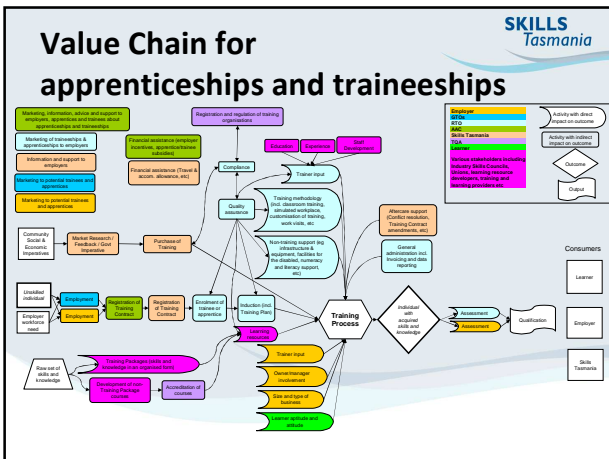 SKILLS
Tasmania
Value Chain for
apprenticeships and traineeships
Marketing, information, advice and support to
employers, apprentices and trainees about
apprenticeships and traineeships
Marketing of traineeships &
apprenticeships to employers
Information and support to
employers
Marketing to potential trainees and
apprentices
Marketing to potential trainees
and apprentices
Financial assistance (employer
incentives, apprentice/trainee
subsidies)
Financial assistance (Travel &
accom. allowance, etc)
Registration and regulation of training
organisations
Compliance
Quality
assurance
Education
Experience
Skill
Development
Trainer input
Training methodology
(incl. classroom training,
simulated workplace,
customisation of training,
work visits, etc
Non-training support (eg
infrastructure &
equipment, facilities for
the disabled, numeracy
and literacy support,
etc)
Aftercare support
(Conflict resolution,
Training Contract
amendments, etc)
General
administration incl.
invoicing and data
reporting
Employer
GTOs
RTO
AAC
Skills Tasmania
TQA
Learner
Various stakeholders including
Industry Skills Councils,
Unions, learning resource
developers, training and
learning providers etc
Activity with direct
impact on outcome
Activity with indirect
impact on outcome
Outcome
Output
Community
Social &
Economic
Imperatives
Market Research /
Feedback / Govt
Imperative
Purchase of
Training
Unskilled
individual
Employer
workforce
need
Employment
Employment
Registration of
Training
Contract
Registration of
Training
Contract
Enrolment of
trainee or
apprentice
Induction (incl.
Training Plan)
Training
Process
Individual
with
acquired
skills and
knowledge
Assessment
Assessment
Qualification
Consumers
Learner
Employer
Skills
Tasmania
Raw set of
skills and
knowledge
Training Packages (skills and
knowledge in an organised form)
Development of non-
Training Package
courses
Accreditation of
courses
Learning
resources
Trainer input
Owner/manager
involvement
Size and type of
business
Learner aptitude and
attitude